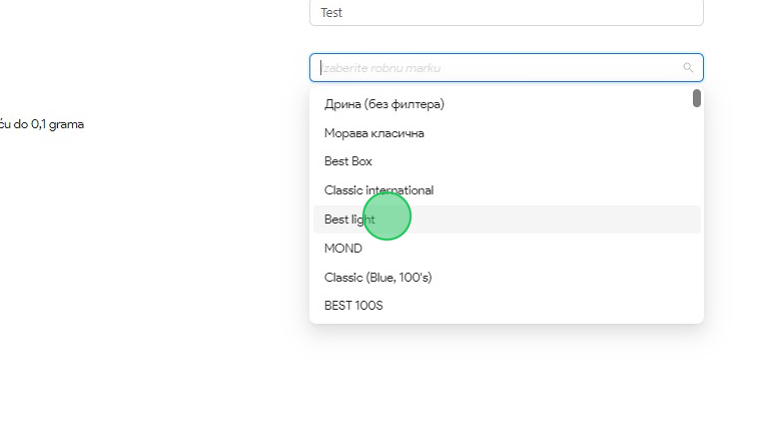 Test
Izaberite robnu marku
ću do 0,1 grama
Дрина (без филтера)
Морава класична
Best Box
Classic international
Best light
MOND
Classic (Blue, 100's)
BEST 100S